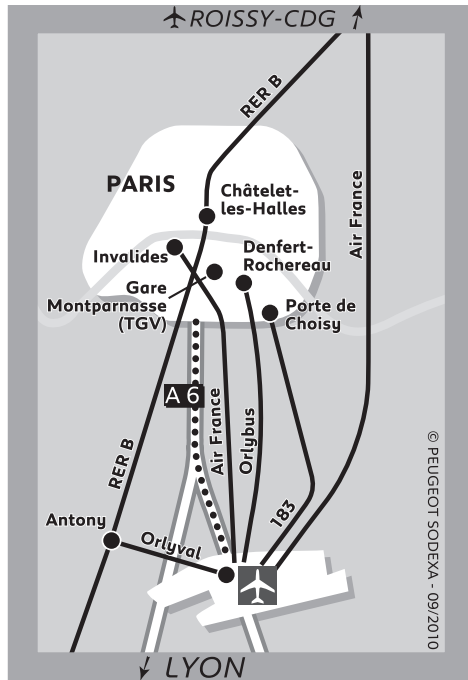 ROISSY-CDG
RER B
PARIS
Châtelet-
les-Halles
Air France
Invalides
Denfert-
Rochereau
Gare
Montparnasse
(TGV)
Porte de
Choisy
A 6
Air France
Orlybus
RER B
183
Antony
Orlyval
© PEUGEOT SODEXA - 09/2010
LYON